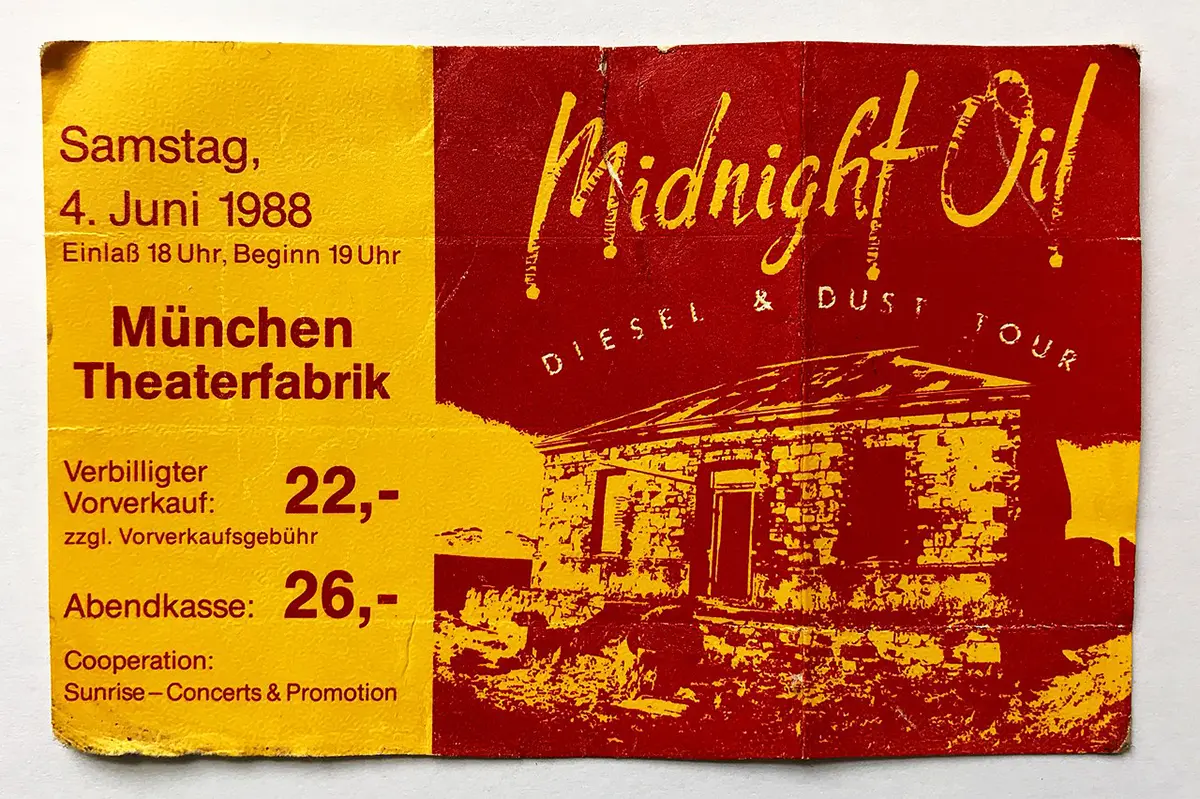 Samstag,
4. Juni 1988
Einlaß 18 Uhr, Beginn 19 Uhr
München
Theaterfabrik
Verbilligter
Vorverkauf: 22,-
zzgl. Vorverkaufsgebühr
Abendkasse: 26,-
Cooperation:
Sunrise – Concerts & Promotion
Midnight Oil
DIESEL & DUST TOUR